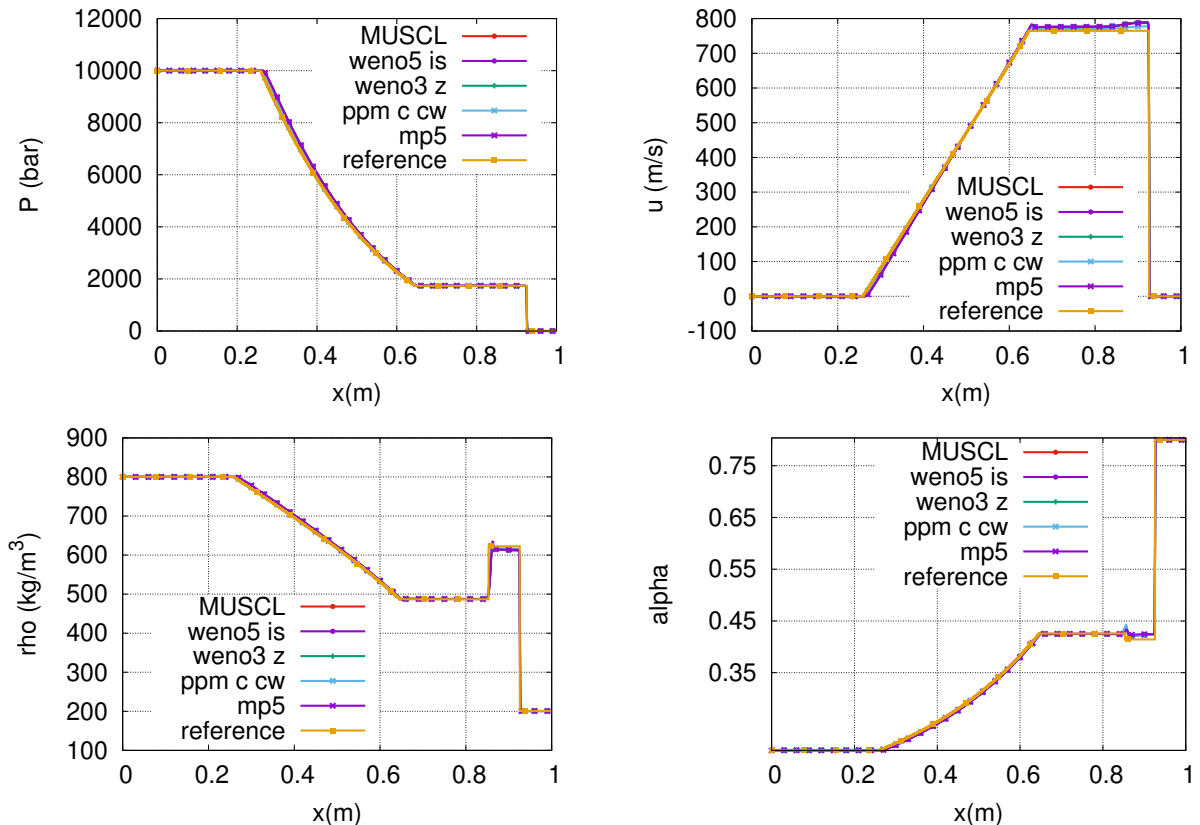 12000
10000
8000
6000
4000
2000
0
P (bar)
MUSCL
weno5 is
weno3 z
ppm c cw
mp5
reference
0 0.2 0.4 0.6 0.8 1
x(m)
800
700
600
500
400
300
200
100
0
-100
u (m/s)
MUSCL
weno5 is
weno3 z
ppm c cw
mp5
reference
0 0.2 0.4 0.6 0.8 1
x(m)
900
800
700
600
500
400
300
200
100
rho (kg/m³)
MUSCL
weno5 is
weno3 z
ppm c cw
mp5
reference
0 0.2 0.4 0.6 0.8 1
x(m)
0.75
0.65
0.55
0.45
0.35
alpha
MUSCL
weno5 is
weno3 z
ppm c cw
mp5
reference
0 0.2 0.4 0.6 0.8 1
x(m)